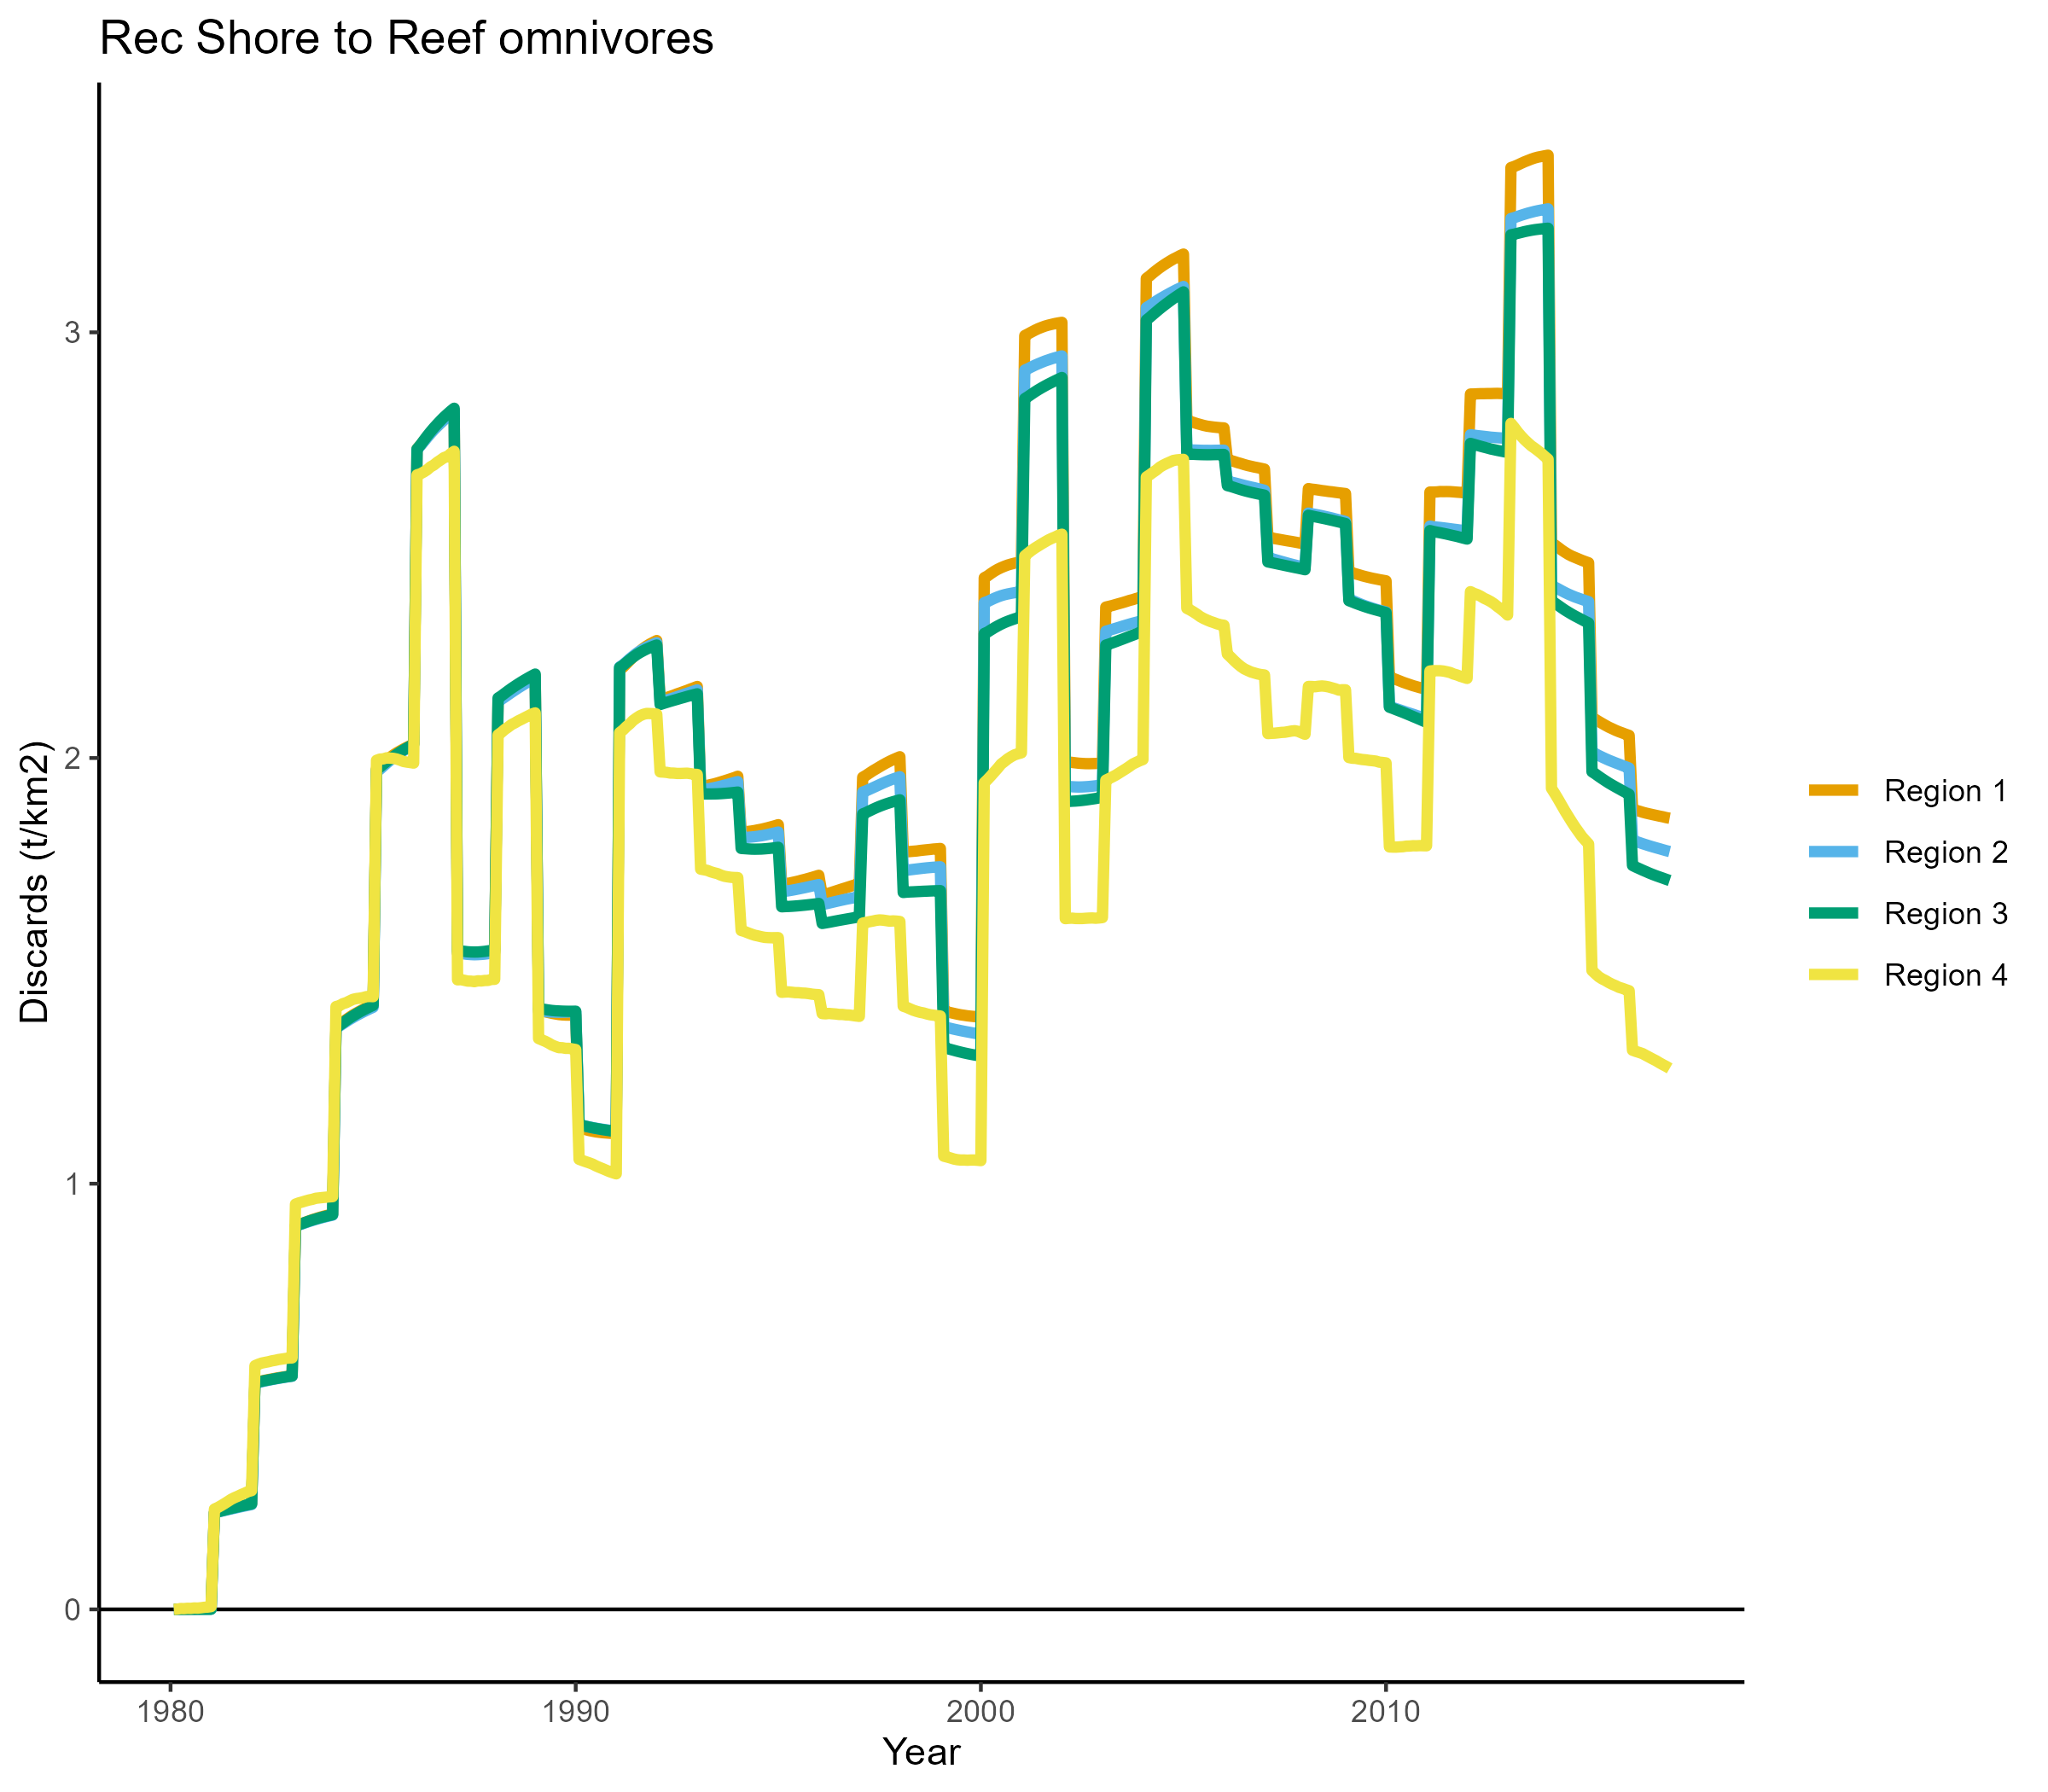 Rec Shore to Reef omnivores
Discards (t/km2)
3
2
1
0
1980
1990
2000
2010
Year
Region 1
Region 2
Region 3
Region 4